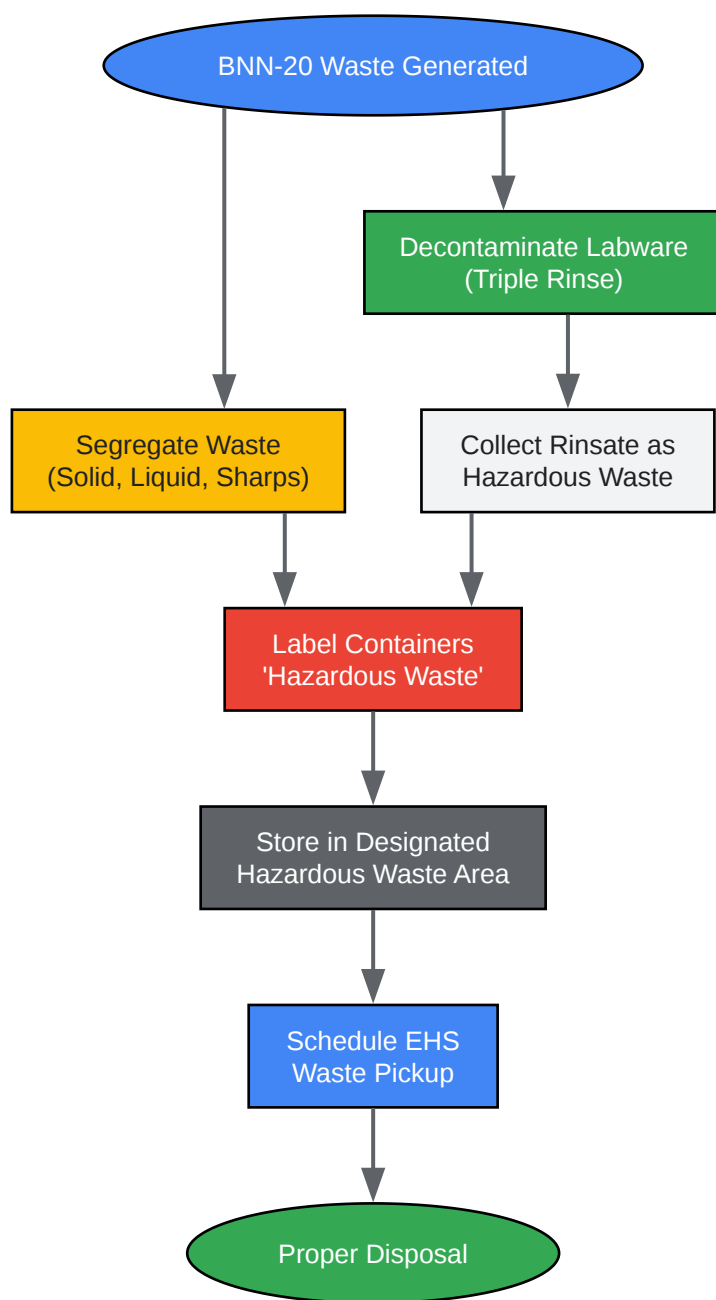 BNN-20 Waste Generated
Decontaminate Labware
(Triple Rinse)
Segregate Waste
(Solid, Liquid, Sharps)
Collect Rinsate as
Hazardous Waste
Label Containers
'Hazardous Waste'
Store in Designated
Hazardous Waste Area
Schedule EHS
Waste Pickup
Proper Disposal